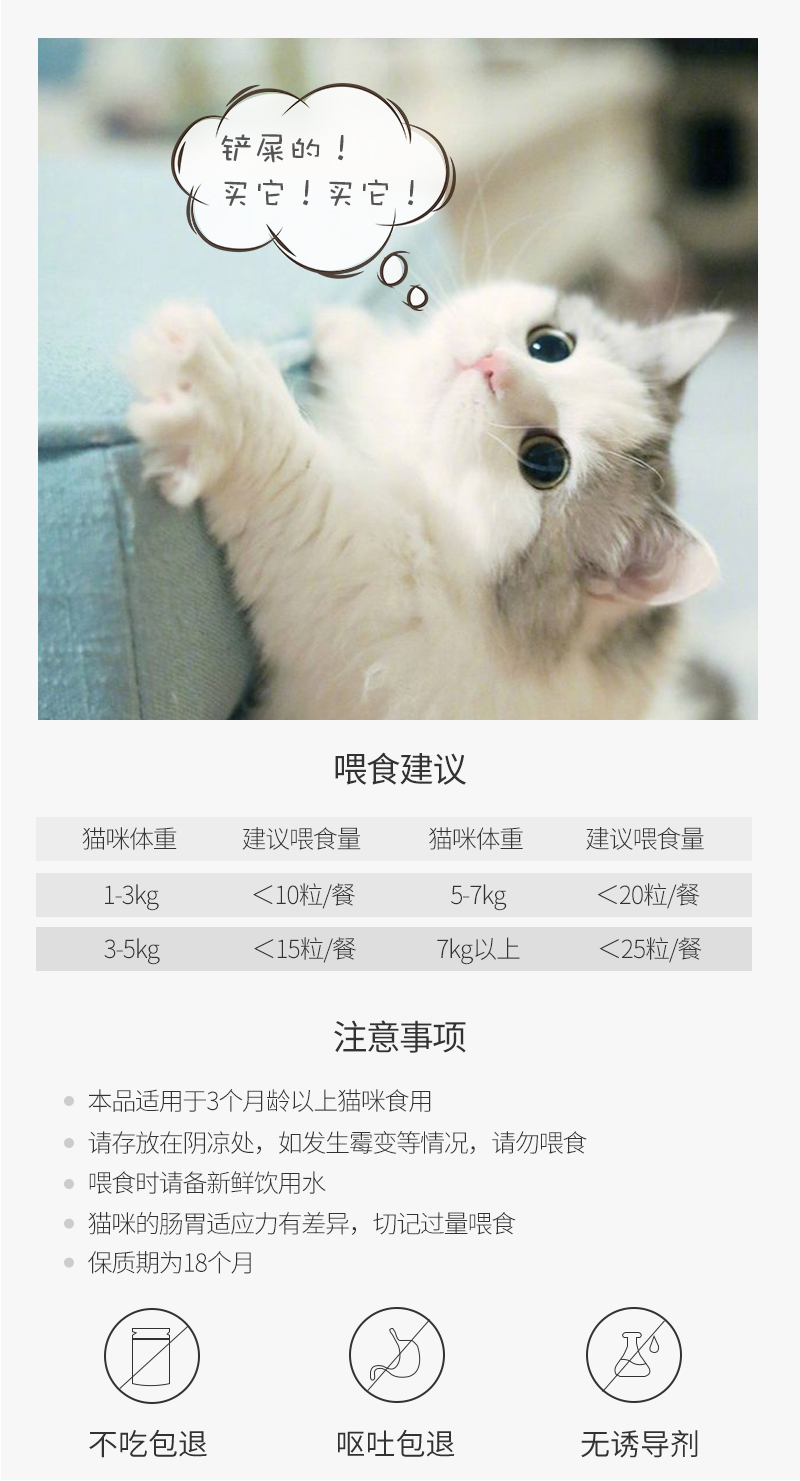 铲屎的！
买它！买它！
喂食建议
猫咪体重 建议喂食量 猫咪体重 建议喂食量
1-3kg ＜10粒/餐 5-7kg ＜20粒/餐
3-5kg ＜15粒/餐 7kg以上 ＜25粒/餐
注意事项
本品适用于3个月龄以上猫咪食用
请存放在阴凉处，如发生霉变等情况，请勿喂食
喂食时请备新鲜饮用水
猫咪的肠胃适应力有差异，切记过量喂食
保质期为18个月
不吃包退 呕吐包退 无诱导剂